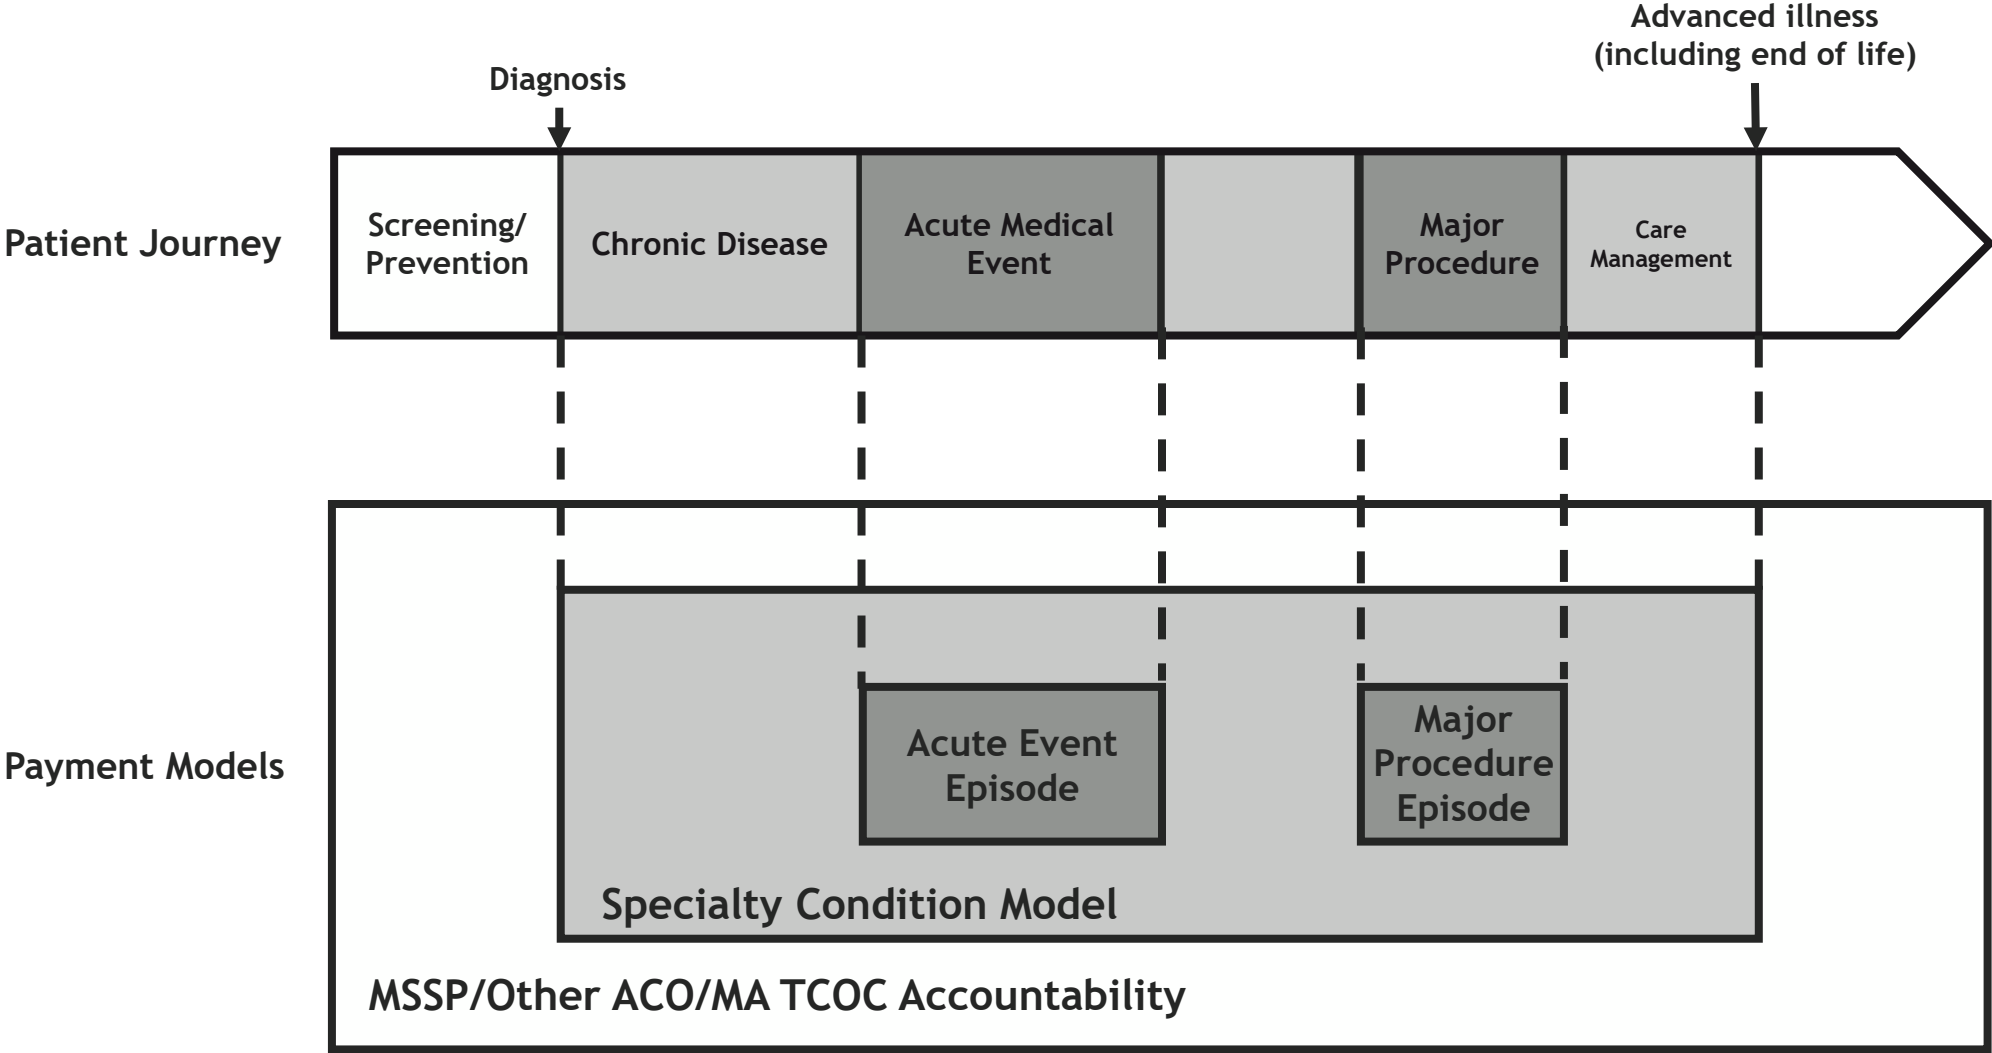 Advanced illness
(including end of life)
Diagnosis
Patient Journey
Screening/
Prevention
Chronic Disease
Acute Medical
Event
Major
Procedure
Care
Management
Payment Models
Acute Event
Episode
Major
Procedure
Episode
Specialty Condition Model
MSSP/Other ACO/MA TCOC Accountability